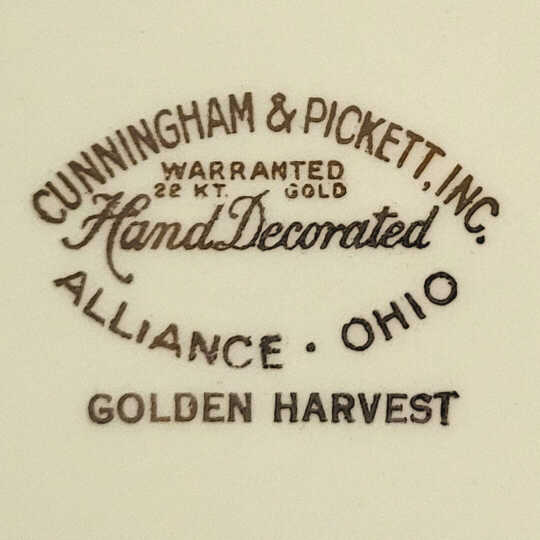 CUNNINGHAM & PICKETT, INC.
WARRANTED
22 KT. GOLD
Hand Decorated
ALLIANCE · OHIO
GOLDEN HARVEST